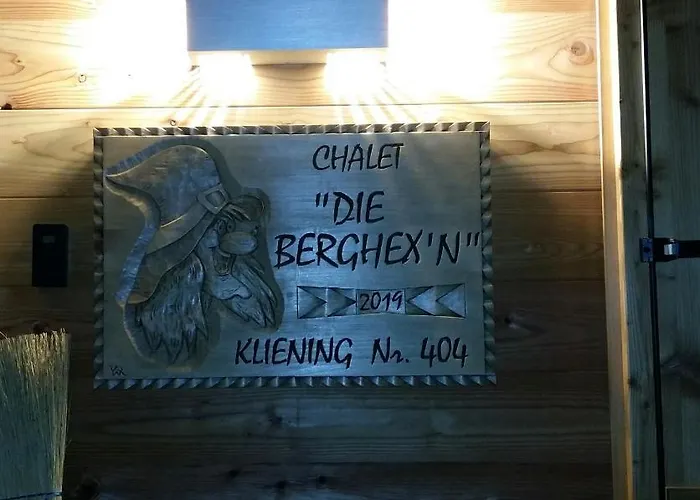 CHALET
"DIE
BERGHEX'N"
2019
KLIENING Nr. 404